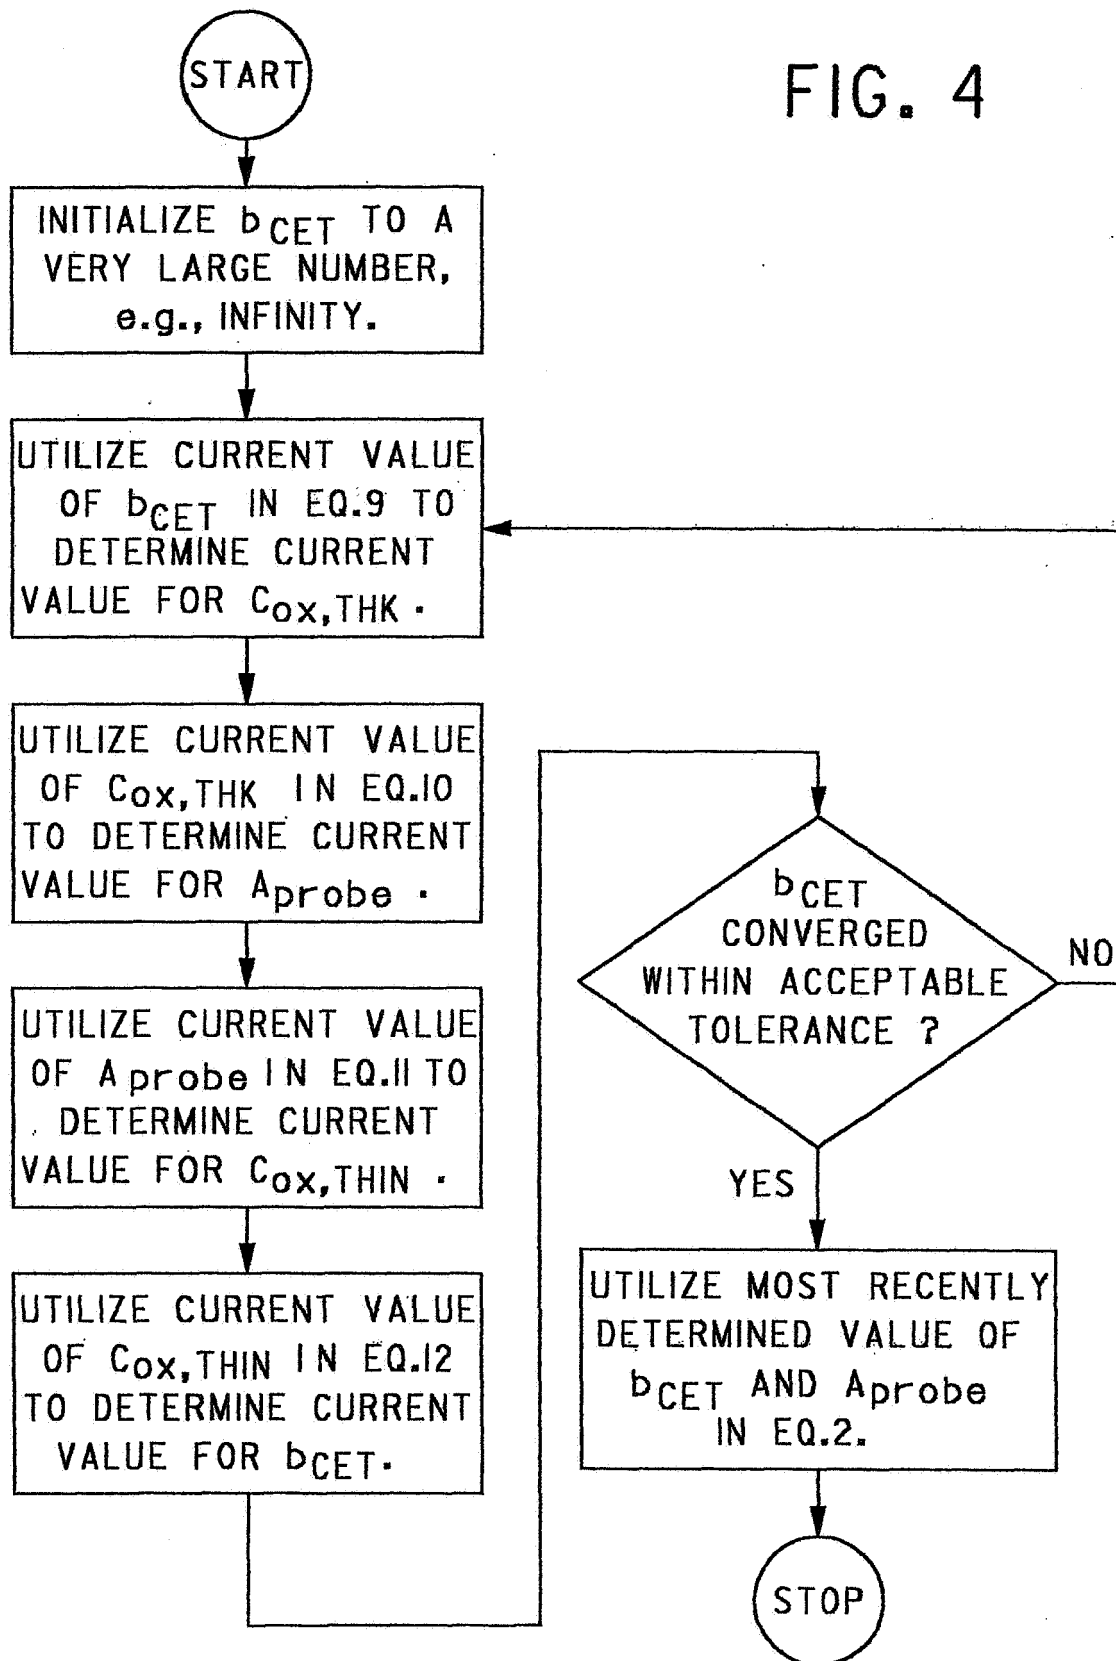 FIG. 4
START
INITIALIZE bCET TO A
VERY LARGE NUMBER,
e.g., INFINITY.
UTILIZE CURRENT VALUE
OF bCET IN EQ.9 TO
DETERMINE CURRENT
VALUE FOR Cox,THK .
UTILIZE CURRENT VALUE
OF Cox,THK IN EQ.10
TO DETERMINE CURRENT
VALUE FOR Aprobe .
UTILIZE CURRENT VALUE
OF Aprobe IN EQ.11 TO
DETERMINE CURRENT
VALUE FOR Cox,THIN .
UTILIZE CURRENT VALUE
OF Cox,THIN IN EQ.12
TO DETERMINE CURRENT
VALUE FOR bCET.
bCET
CONVERGED
WITHIN ACCEPTABLE
TOLERANCE ?
NO
YES
UTILIZE MOST RECENTLY
DETERMINED VALUE OF
bCET AND Aprobe
IN EQ.2.
STOP